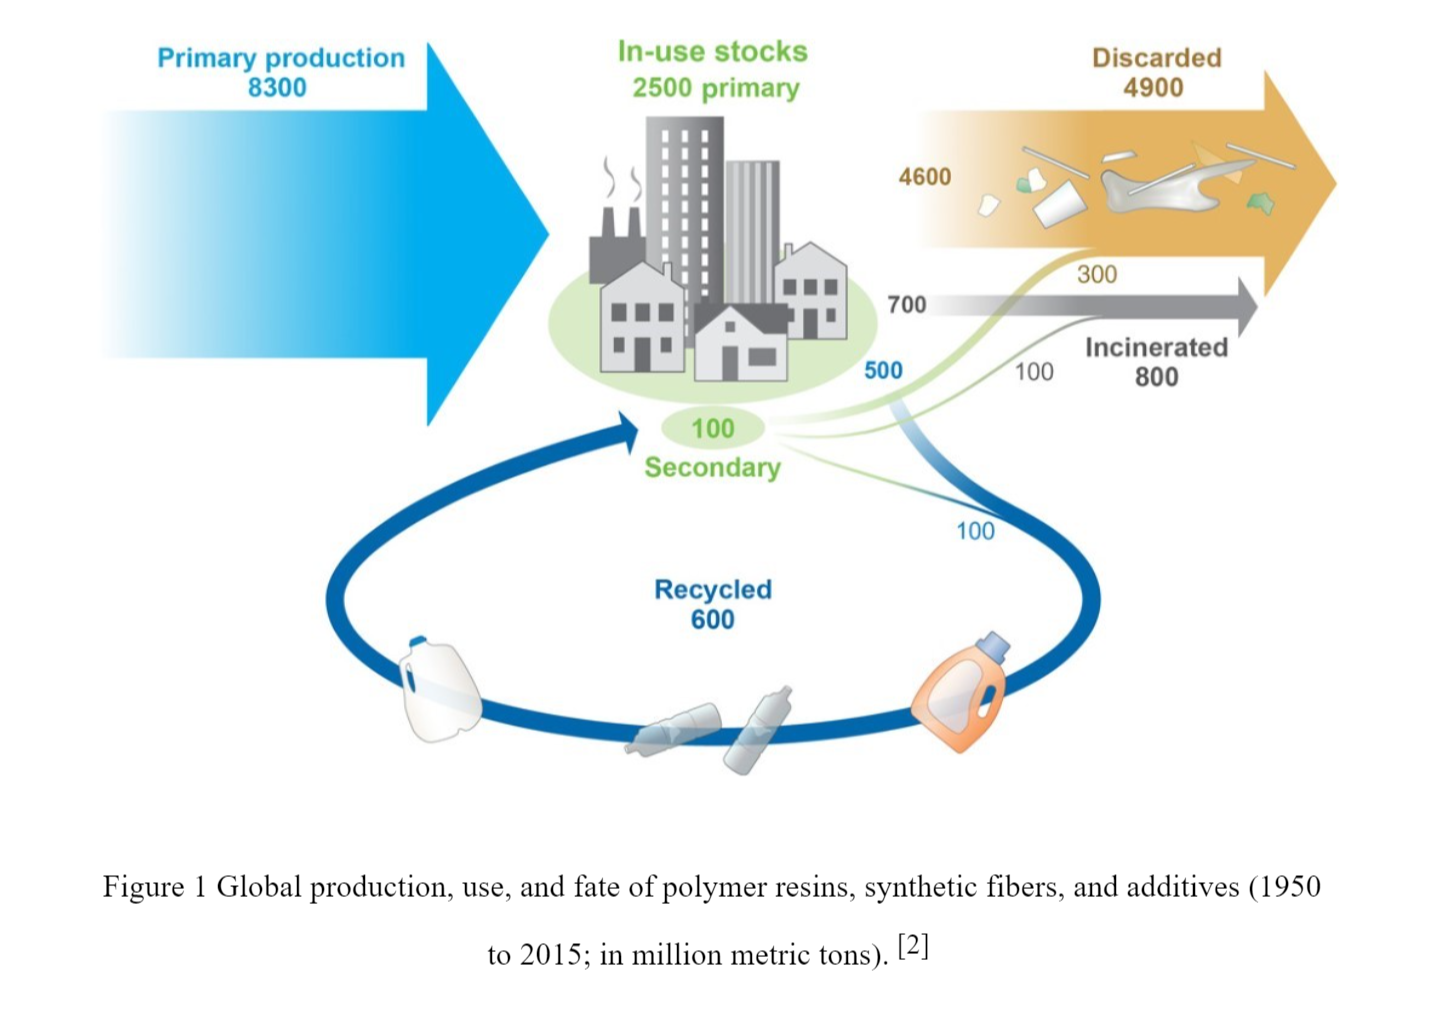 Primary production
8300
In-use stocks
2500 primary
Discarded
4900
4600
300
700
Incinerated
800
500
100
100
Secondary
100
Recycled
600
Figure 1 Global production, use, and fate of polymer resins, synthetic fibers, and additives (1950
to 2015; in million metric tons). [2]